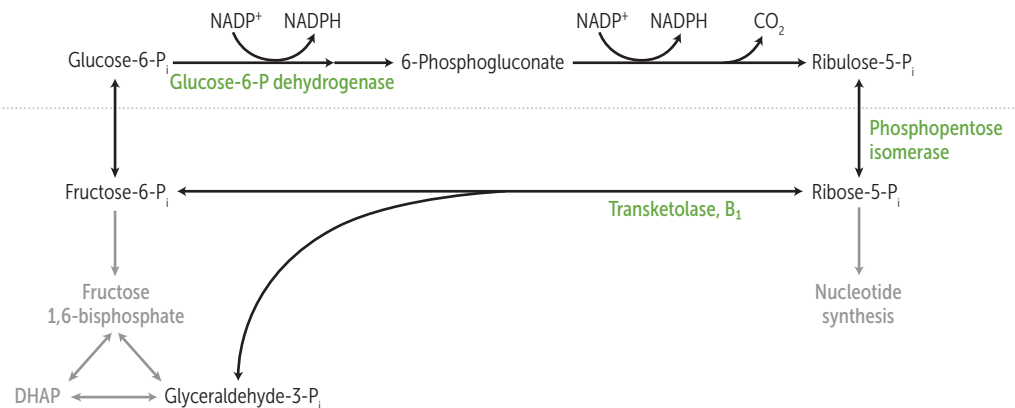 NADP⁺ NADPH NADP⁺ NADPH CO₂
Glucose-6-Pᵢ 6-Phosphogluconate Ribulose-5-Pᵢ
Glucose-6-P dehydrogenase
Phosphopentose
isomerase
Fructose-6-Pᵢ Ribose-5-Pᵢ
Transketolase, B₁
Fructose
1,6-bisphosphate
Nucleotide
synthesis
DHAP Glyceraldehyde-3-Pᵢ